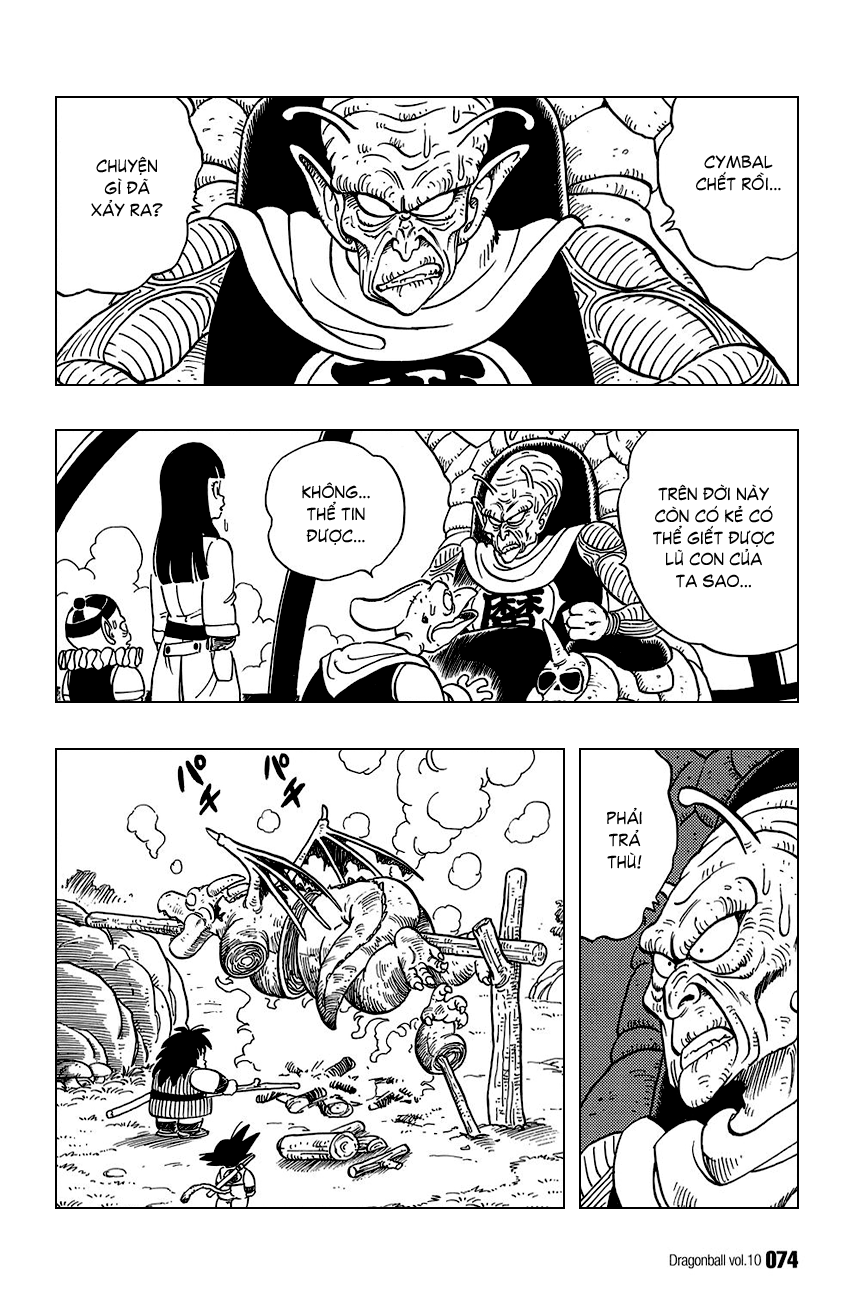 CYMBAL
CHẾT RỒI...
CHUYỆN
GÌ ĐÃ
XẢY RA?
TRÊN ĐỜI NÀY
CÒN CÓ KẺ CÓ
THỂ GIẾT ĐƯỢC
LŨ CON CỦA
TA SAO...
KHÔNG...
THỂ TIN
ĐƯỢC...
PHẢI
TRẢ
THÙ!
パチ
パチ
Dragonball vol.10 074